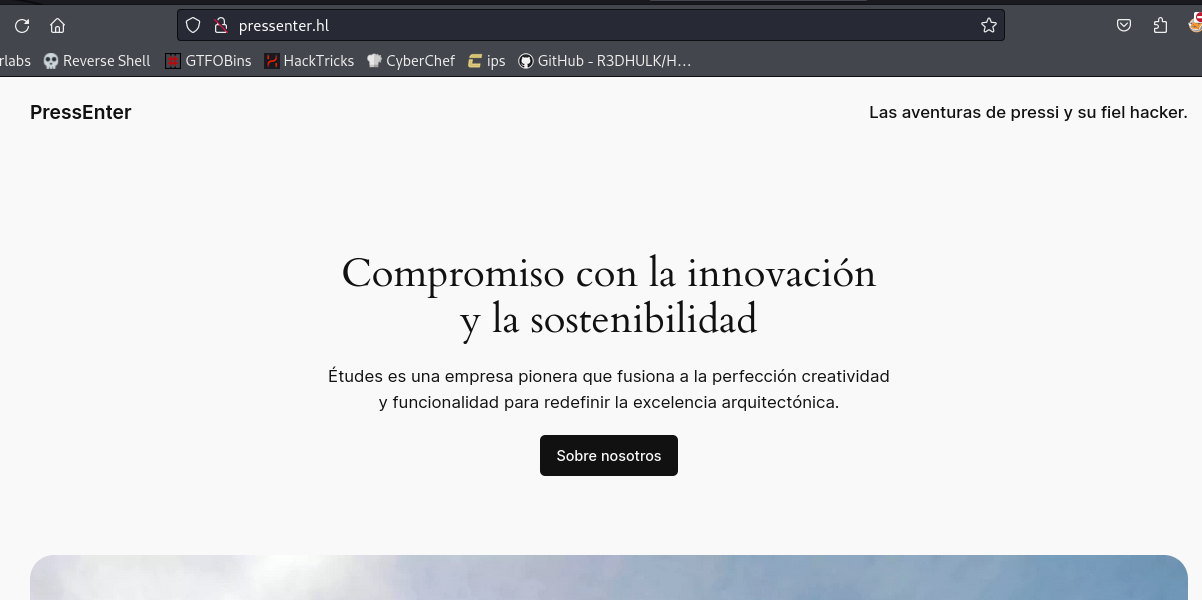 pressenter.hl
rlabs Reverse Shell GTFOBins HackTricks CyberChef ips GitHub - R3DHULK/H...
PressEnter Las aventuras de pressi y su fiel hacker.
Compromiso con la innovación
y la sostenibilidad
Études es una empresa pionera que fusiona a la perfección creatividad
y funcionalidad para redefinir la excelencia arquitectónica.
Sobre nosotros